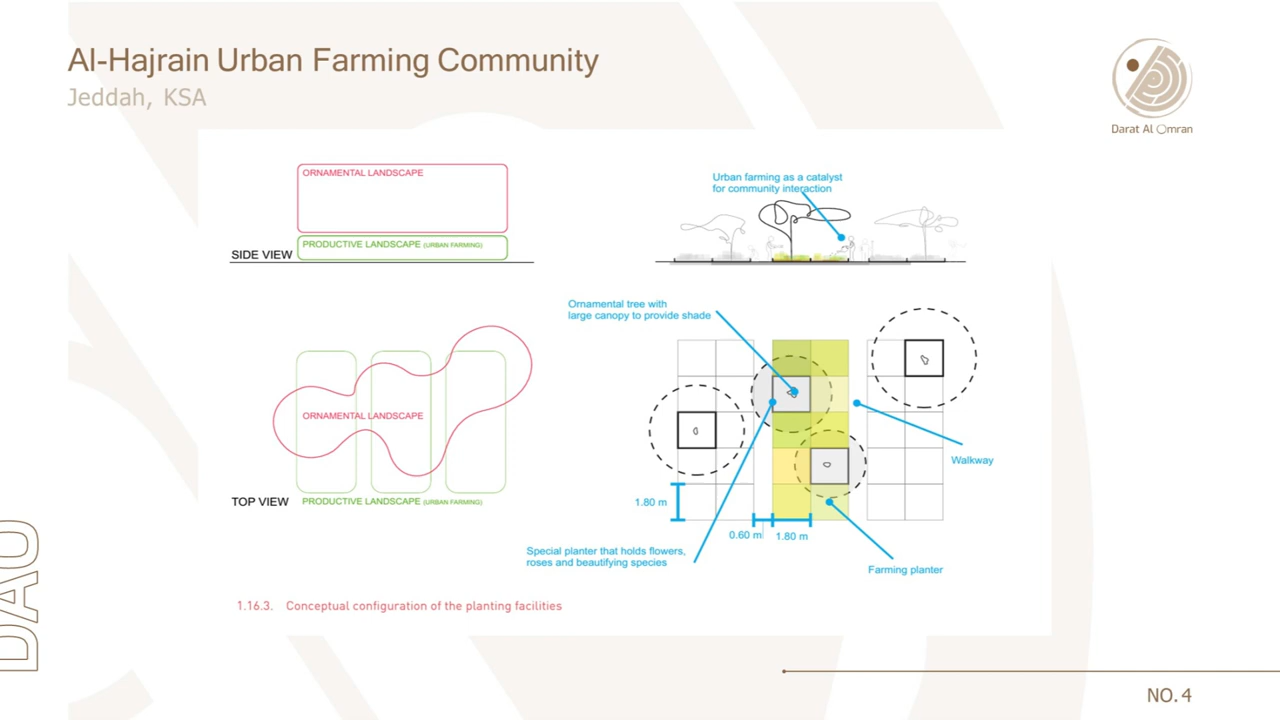 Al-Hajrain Urban Farming Community
Jeddah, KSA
Darat Al Omran
ORNAMENTAL LANDSCAPE
PRODUCTIVE LANDSCAPE (URBAN FARMING)
SIDE VIEW
Urban farming as a catalyst
for community interaction
Ornamental tree with
large canopy to provide shade
ORNAMENTAL LANDSCAPE
TOP VIEW
PRODUCTIVE LANDSCAPE (URBAN FARMING)
Walkway
1.80 m
0.60 m
1.80 m
Special planter that holds flowers,
roses and beautifying species
Farming planter
1.16.3. Conceptual configuration of the planting facilities
DAO
NO. 4